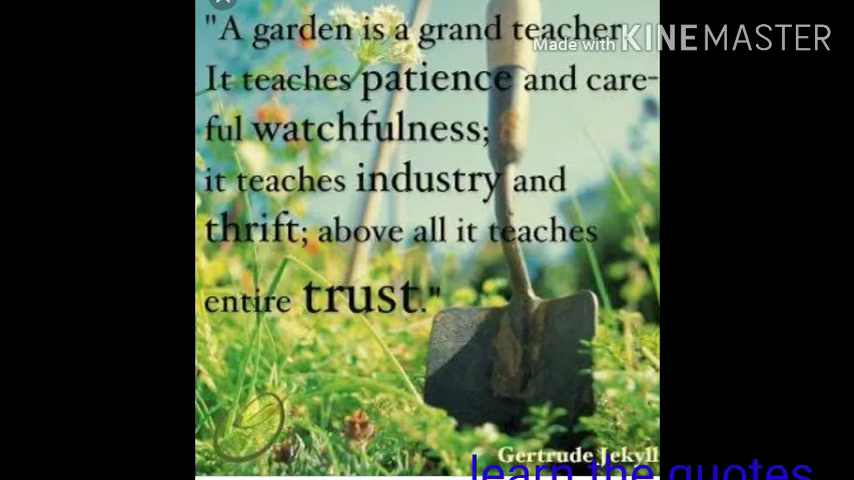 "A garden is a grand teacher.
Made with KINEMASTER
It teaches patience and care-
ful watchfulness;
it teaches industry and
thrift; above all it teaches
entire trust."
Gertrude Jekyll
learn the quotes